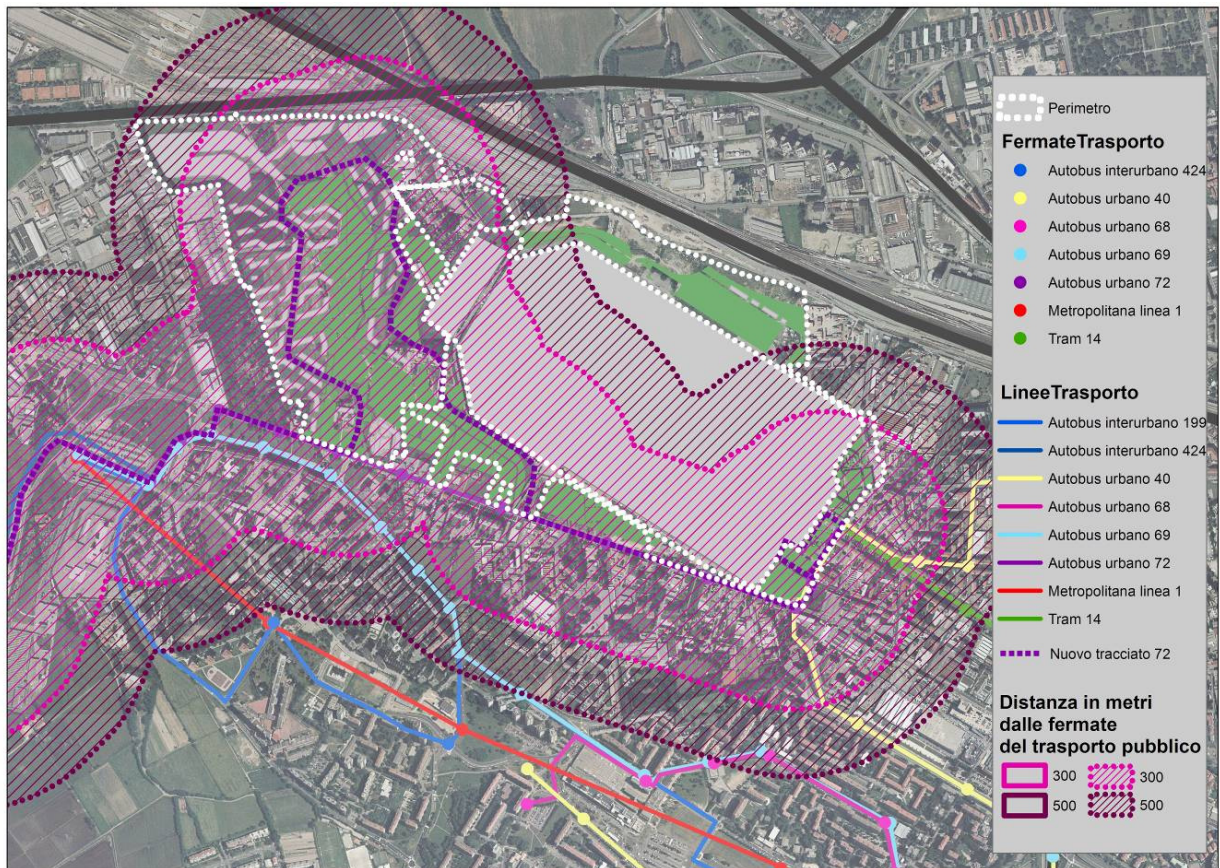 Perimetro
FermateTrasporto
Autobus interurbano 424
Autobus urbano 40
Autobus urbano 68
Autobus urbano 69
Autobus urbano 72
Metropolitana linea 1
Tram 14
LineeTrasporto
Autobus interurbano 199
Autobus interurbano 424
Autobus urbano 40
Autobus urbano 68
Autobus urbano 69
Autobus urbano 72
Metropolitana linea 1
Tram 14
Nuovo tracciato 72
Distanza in metri
dalle fermate
del trasporto pubblico
300 300
500 500